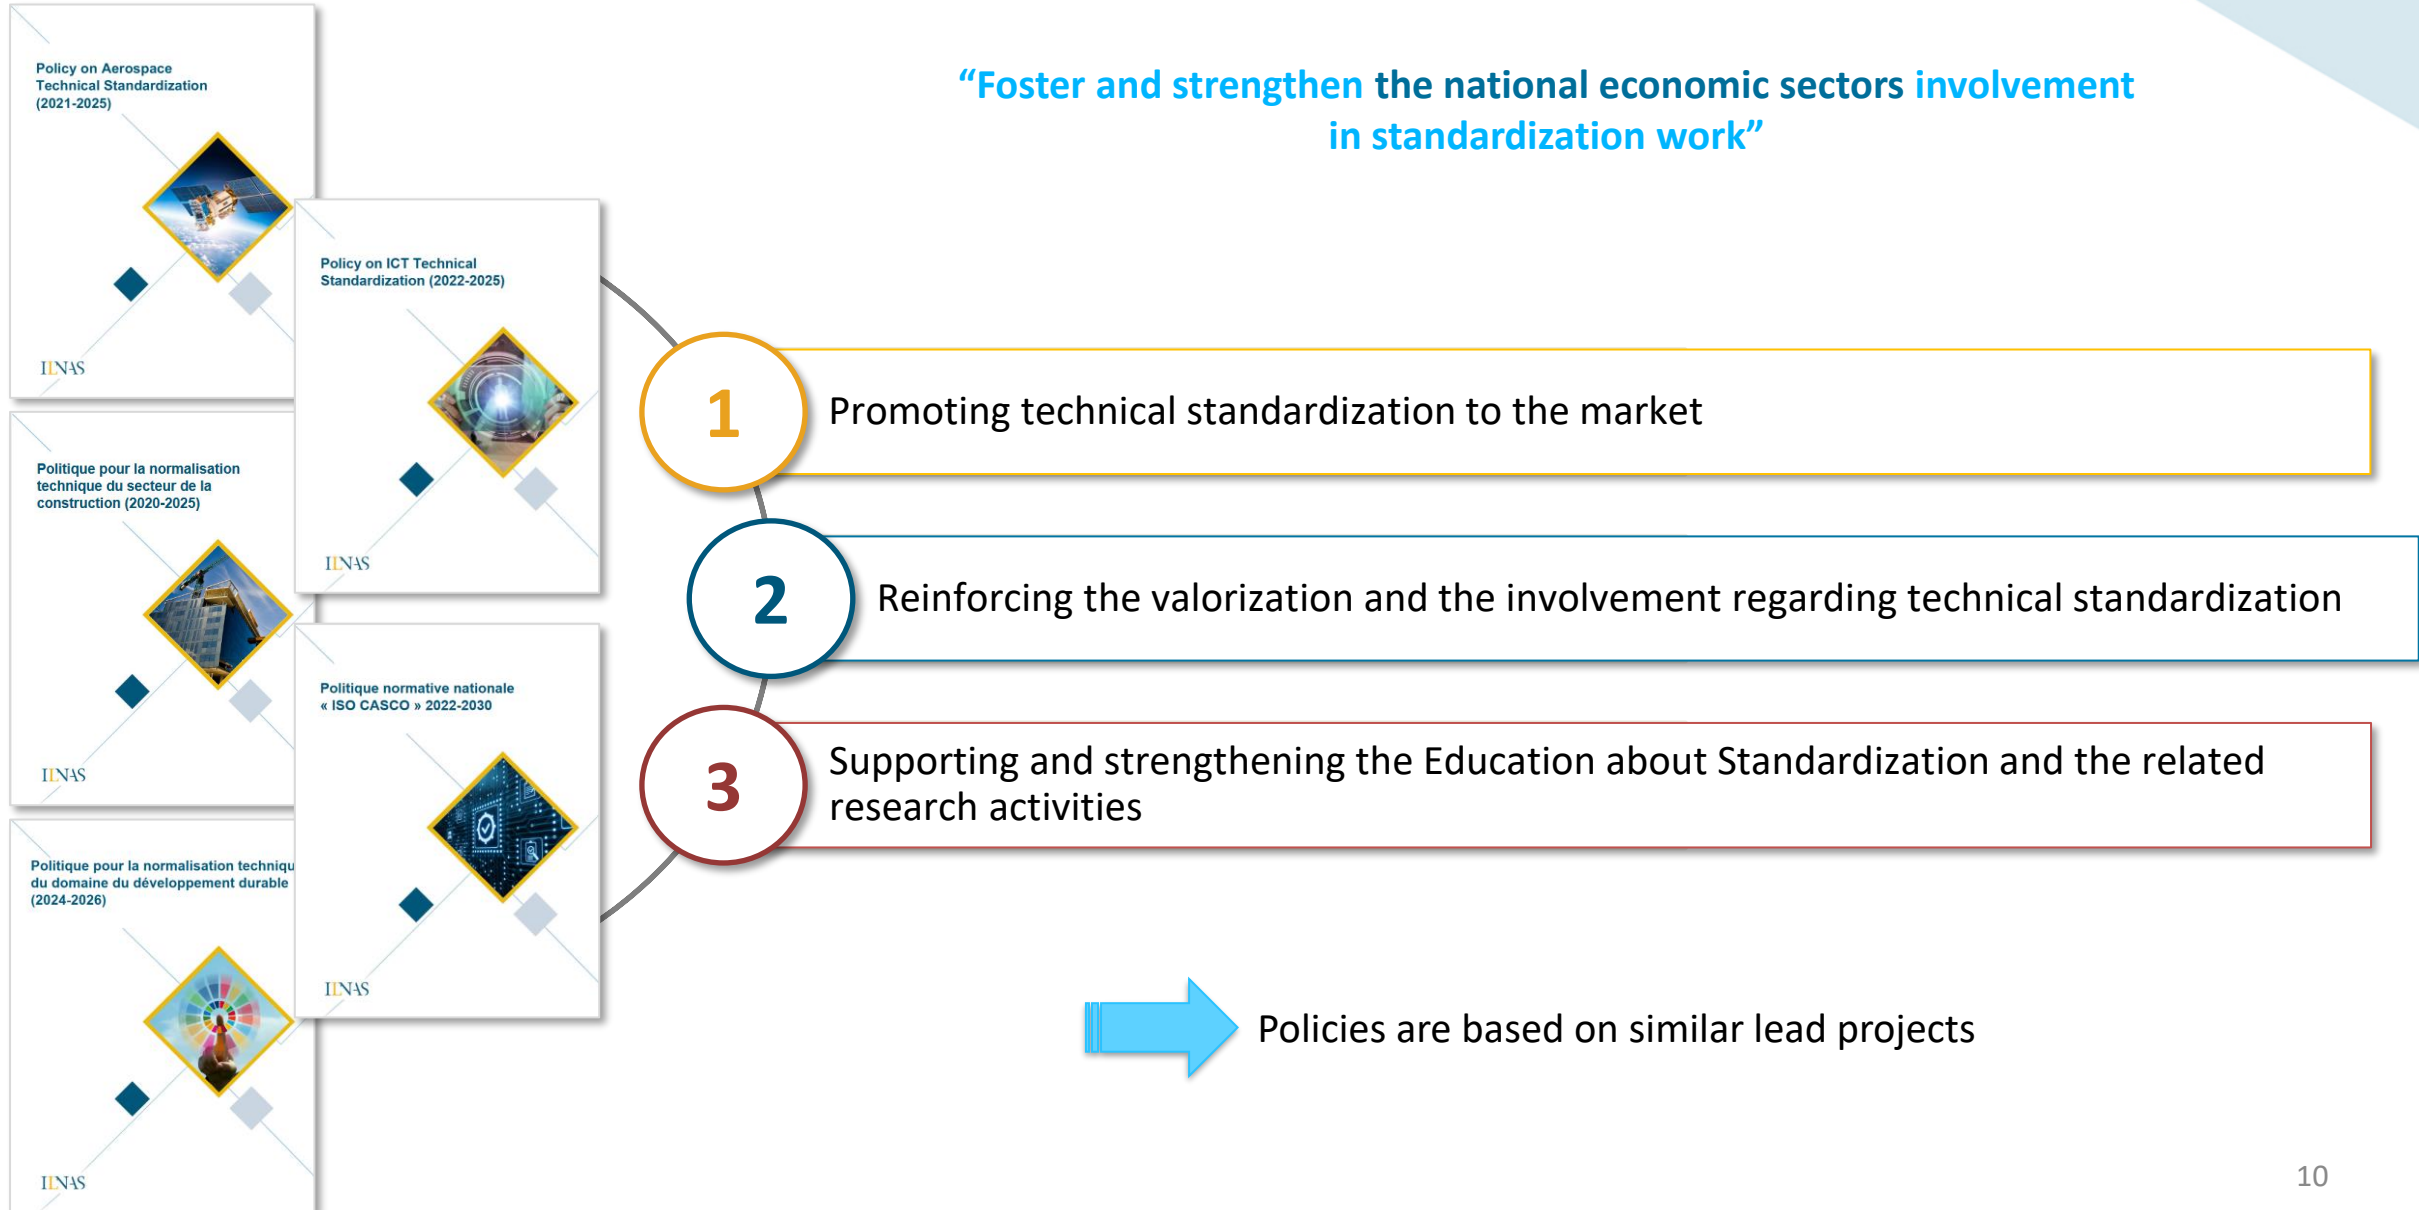 Policy on Aerospace
Technical Standardization
(2021-2025)
ILNAS
Policy on ICT Technical
Standardization (2022-2025)
ILNAS
Politique pour la normalisation
technique du secteur de la
construction (2020-2025)
ILNAS
Politique normative nationale
« ISO CASCO » 2022-2030
ILNAS
Politique pour la normalisation techniqu
du domaine du développement durable
(2024-2026)
ILNAS
“Foster and strengthen the national economic sectors involvement
in standardization work”
1
Promoting technical standardization to the market
2
Reinforcing the valorization and the involvement regarding technical standardization
3
Supporting and strengthening the Education about Standardization and the related
research activities
Policies are based on similar lead projects
10